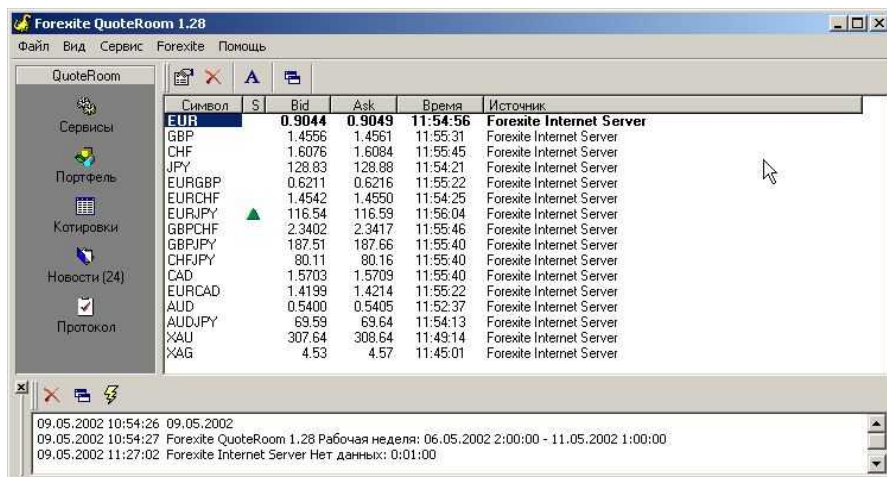 Forexite QuoteRoom 1.28
Файл Вид Сервис Forexite Помощь
QuoteRoom
Сервисы
Портфель
Котировки
Новости (24)
Протокол
A
Символ S Bid Ask Время Источник
EUR 0.9044 0.9049 11:54:56 Forexite Internet Server
GBP 1.4556 1.4561 11:55:31 Forexite Internet Server
CHF 1.6076 1.6084 11:55:45 Forexite Internet Server
JPY 128.83 128.88 11:54:21 Forexite Internet Server
EURGBP 0.6211 0.6216 11:55:22 Forexite Internet Server
EURCHF 1.4542 1.4550 11:54:25 Forexite Internet Server
EURJPY 116.54 116.59 11:56:04 Forexite Internet Server
GBPCHF 2.3402 2.3417 11:55:46 Forexite Internet Server
GBPJPY 187.51 187.66 11:55:40 Forexite Internet Server
CHFJPY 80.11 80.16 11:55:40 Forexite Internet Server
CAD 1.5703 1.5709 11:55:40 Forexite Internet Server
EURCAD 1.4199 1.4214 11:55:22 Forexite Internet Server
AUD 0.5400 0.5405 11:52:37 Forexite Internet Server
AUDJPY 69.59 69.64 11:54:13 Forexite Internet Server
XAU 307.64 308.64 11:49:14 Forexite Internet Server
XAG 4.53 4.57 11:45:01 Forexite Internet Server
09.05.2002 10:54:26 09.05.2002
09.05.2002 10:54:27 Forexite QuoteRoom 1.28 Рабочая неделя: 06.05.2002 2:00:00 - 11.05.2002 1:00:00
09.05.2002 11:27:02 Forexite Internet Server Нет данных: 0:01:00